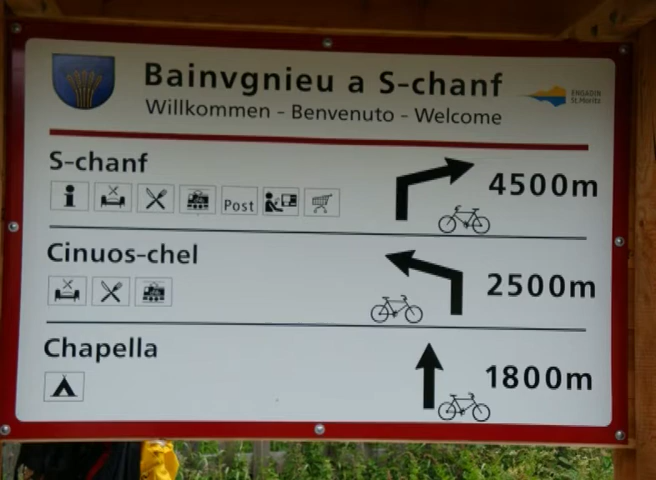 Bainvgnieu a S-chanf
Willkommen - Benvenuto - Welcome
ENGADIN
St. Moritz
S-chanf
4500m
Post
Cinuos-chel
2500m
Chapella
1800m